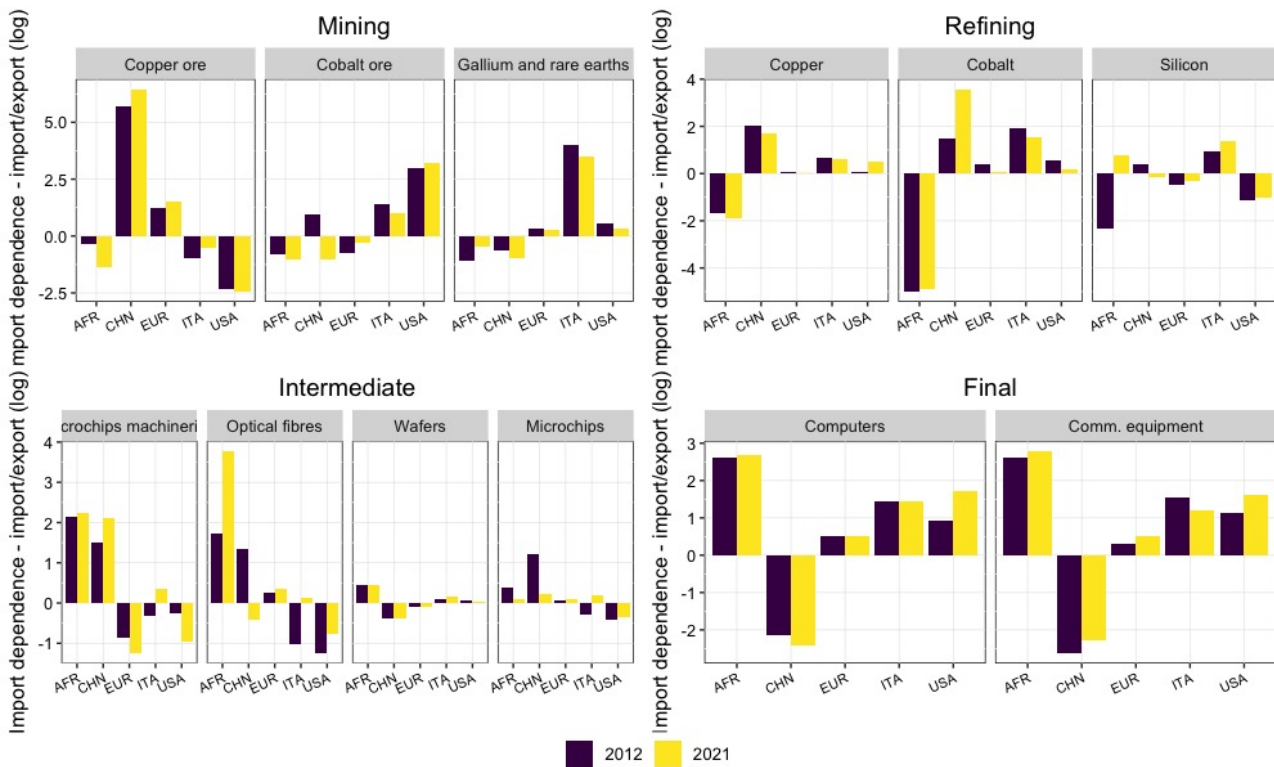 Mining
Import dependence - import/export (log)
Copper ore
Cobalt ore
Gallium and rare earths
5.0
2.5
0.0
-2.5
AFR CHN EUR ITA USA
AFR CHN EUR ITA USA
AFR CHN EUR ITA USA
Refining
mport dependence - import/export (log)
Copper
Cobalt
Silicon
4
2
0
-2
-4
AFR CHN EUR ITA USA
AFR CHN EUR ITA USA
AFR CHN EUR ITA USA
Intermediate
Import dependence - import/export (log)
crochips machineri
Optical fibres
Wafers
Microchips
4
3
2
1
0
-1
AFR CHN EUR ITA USA
AFR CHN EUR ITA USA
AFR CHN EUR ITA USA
AFR CHN EUR ITA USA
Final
Import dependence - import/export (log)
Computers
Comm. equipment
3
2
1
0
-1
-2
AFR CHN EUR ITA USA
AFR CHN EUR ITA USA
2012 2021